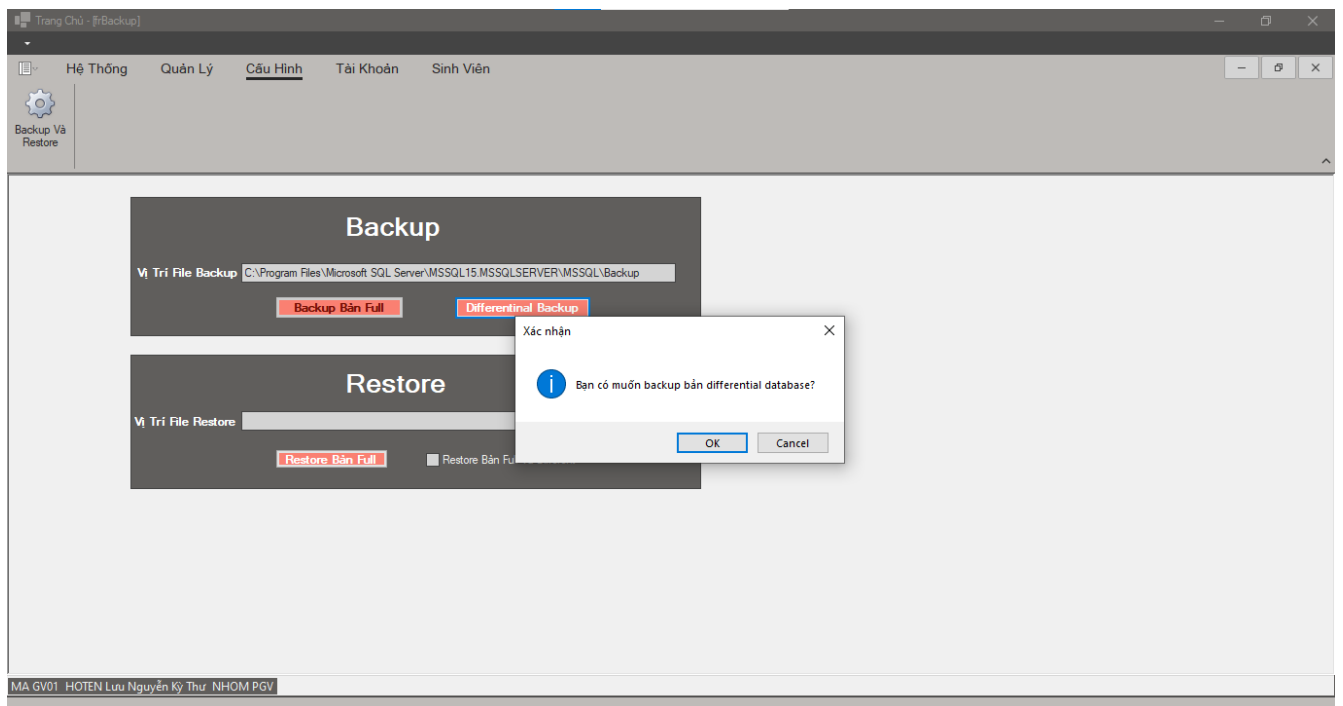 Trang Chủ - [frBackup]
Hệ Thống Quản Lý Cấu Hình Tài Khoản Sinh Viên
Backup Và
Restore
Backup
Vị Trí File Backup C:\Program Files\Microsoft SQL Server\MSSQL15.MSSQLSERVER\MSSQL\Backup
Backup Bản Full Differentinal Backup
Xác nhận
Bạn có muốn backup bản differential database?
OK Cancel
Restore
Vị Trí File Restore
Restore Bản Full Restore Bản
MA GV01 HOTEN Lưu Nguyễn Kỳ Thư NHOM PGV